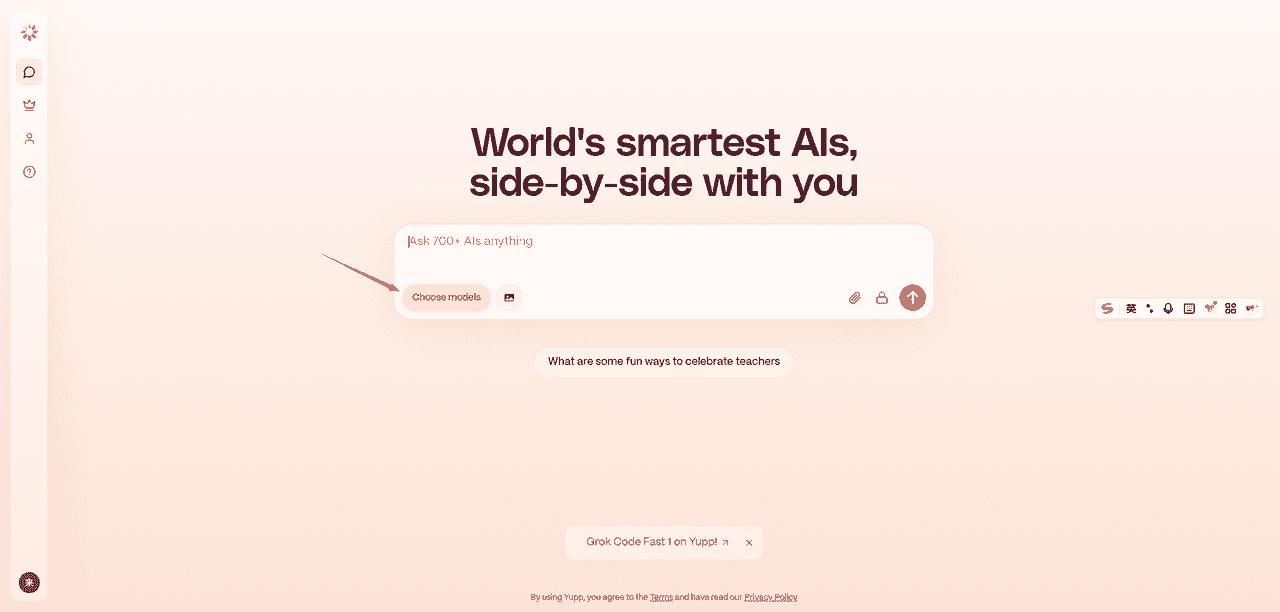 World's smartest AIs,
side-by-side with you
Ask 700+ AIs anything
Choose models
英
What are some fun ways to celebrate teachers
Grok Code Fast 1 on Yupp!
By using Yupp, you agree to the Terms and have read our Privacy Policy